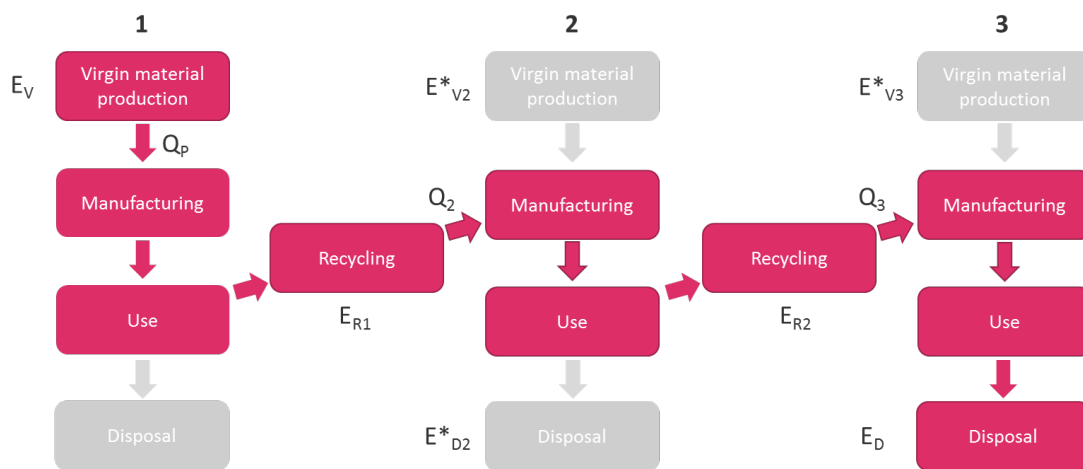 1
2
3
E_V
Virgin material
production
E*_V2
Virgin material
production
E*_V3
Virgin material
production
Q_P
Manufacturing
Q_2
Manufacturing
Q_3
Manufacturing
Recycling
Recycling
E_R1
E_R2
Use
Use
Use
Disposal
E*_D2
Disposal
E_D
Disposal